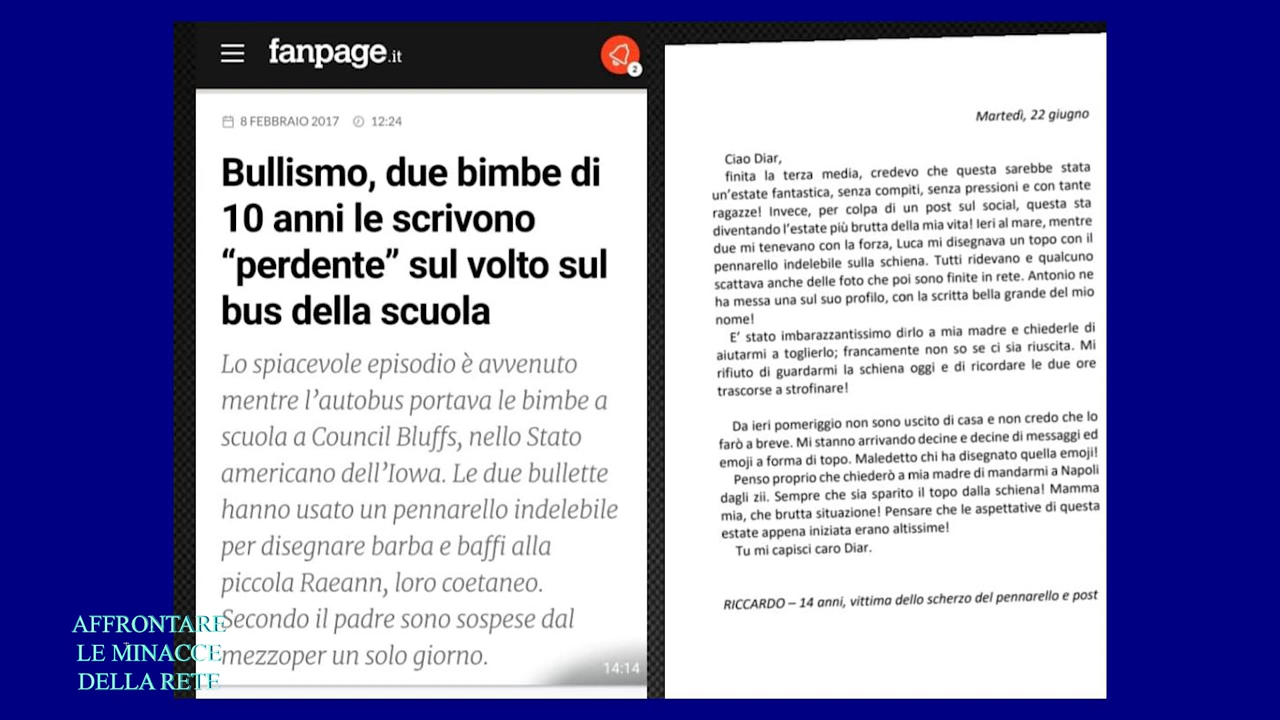 fanpage.it
2
8 FEBBRAIO 2017 12:24
Bullismo, due bimbe di
10 anni le scrivono
“perdente” sul volto sul
bus della scuola
Lo spiacevole episodio è avvenuto
mentre l’autobus portava le bimbe a
scuola a Council Bluffs, nello Stato
americano dell’Iowa. Le due bullette
hanno usato un pennarello indelebile
per disegnare barba e baffi alla
piccola Raeann, loro coetaneo.
Secondo il padre sono sospese dal
mezzoper un solo giorno.
14:14
Martedì, 22 giugno
Ciao Diar,
finita la terza media, credevo che questa sarebbe stata
un’estate fantastica, senza compiti, senza pressioni e con tante
ragazze! Invece, per colpa di un post sul social, questa sta
diventando l’estate più brutta della mia vita! Ieri al mare, mentre
due mi tenevano con la forza, Luca mi disegnava un topo con il
pennarello indelebile sulla schiena. Tutti ridevano e qualcuno
scattava anche delle foto che poi sono finite in rete. Antonio ne
ha messa una sul suo profilo, con la scritta bella grande del mio
nome!
E’ stato imbarazzantissimo dirlo a mia madre e chiederle di
aiutarmi a toglierlo; francamente non so se ci sia riuscita. Mi
rifiuto di guardarmi la schiena oggi e di ricordare le due ore
trascorse a strofinare!
Da ieri pomeriggio non sono uscito di casa e non credo che lo
farò a breve. Mi stanno arrivando decine e decine di messaggi ed
emoji a forma di topo. Maledetto chi ha disegnato quella emoji!
Penso proprio che chiederò a mia madre di mandarmi a Napoli
dagli zii. Sempre che sia sparito il topo dalla schiena! Mamma
mia, che brutta situazione! Pensare che le aspettative di questa
estate appena iniziata erano altissime!
Tu mi capisci caro Diar.
RICCARDO – 14 anni, vittima dello scherzo del pennarello e post
AFFRONTARE
LE MINACCE
DELLA RETE